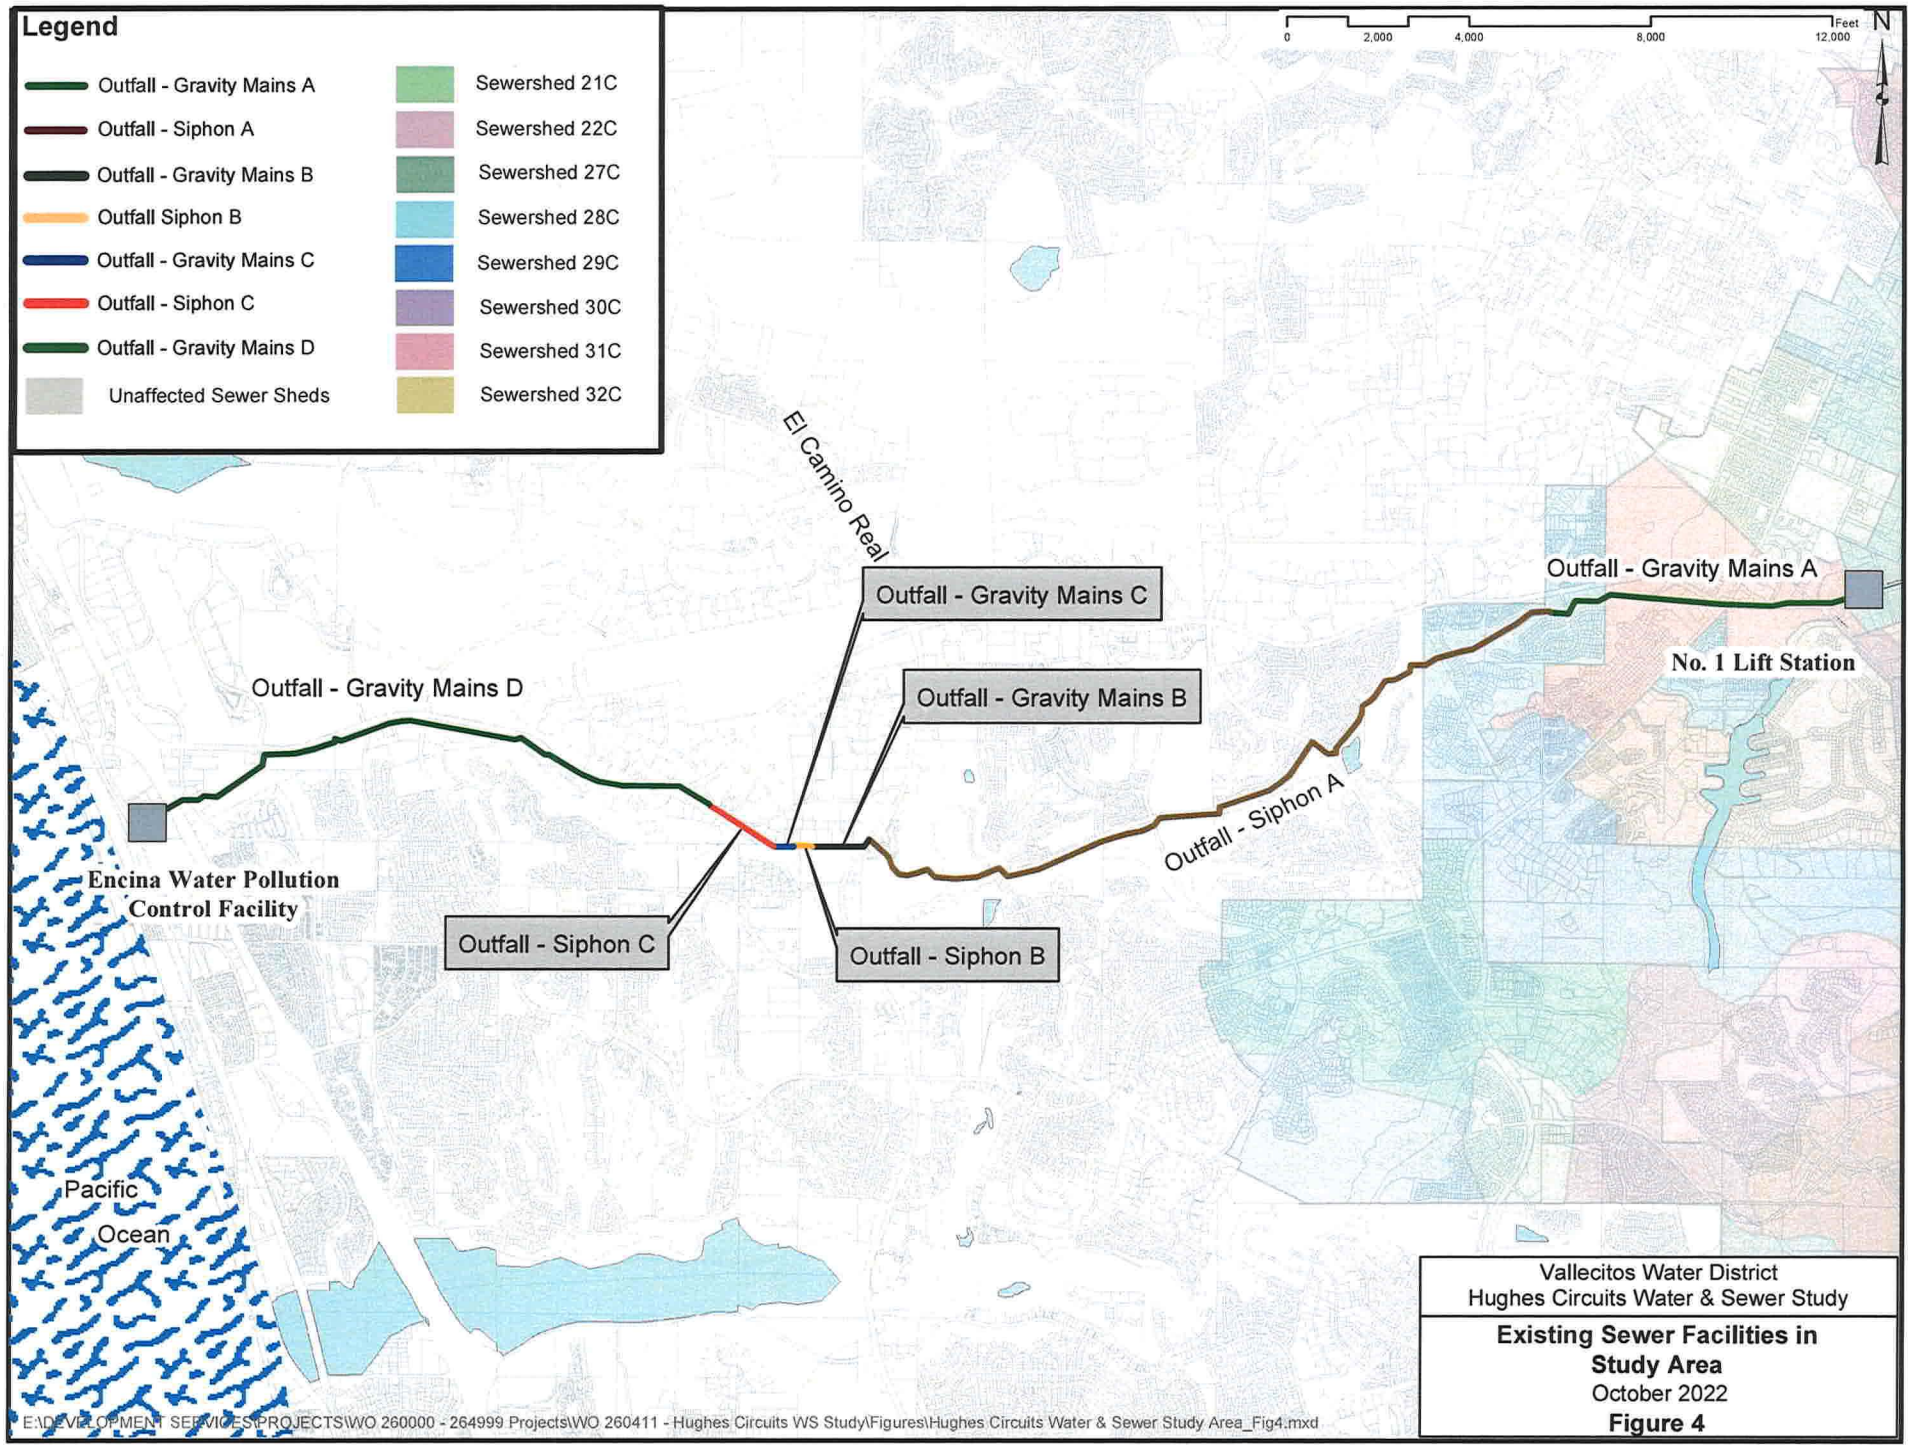 Legend
Outfall - Gravity Mains A
Outfall - Siphon A
Outfall - Gravity Mains B
Outfall Siphon B
Outfall - Gravity Mains C
Outfall - Siphon C
Outfall - Gravity Mains D
Unaffected Sewer Sheds
Sewershed 21C
Sewershed 22C
Sewershed 27C
Sewershed 28C
Sewershed 29C
Sewershed 30C
Sewershed 31C
Sewershed 32C
Feet
0 2,000 4,000 8,000 12,000
N
El Camino Real
Outfall - Gravity Mains C
Outfall - Gravity Mains A
No. 1 Lift Station
Outfall - Gravity Mains B
Outfall - Gravity Mains D
Outfall - Siphon A
Encina Water Pollution
Control Facility
Outfall - Siphon C
Outfall - Siphon B
Pacific
Ocean
Vallecitos Water District
Hughes Circuits Water & Sewer Study
Existing Sewer Facilities in
Study Area
October 2022
Figure 4
E:\DEVELOPMENT SERVICES\PROJECTS\WO 260000 - 264999 Projects\WO 260411 - Hughes Circuits WS Study\Figures\Hughes Circuits Water & Sewer Study Area_Fig4.mxd